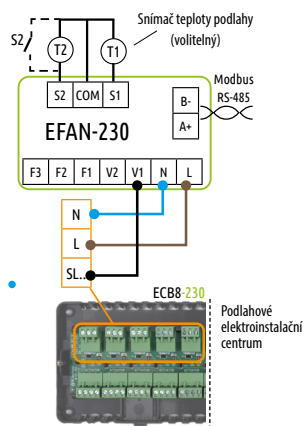 Snímač teploty podlahy
(volitelný)
S2
T2
T1
S2 COM S1
Modbus
RS-485
B-
A+
EFAN-230
F3 F2 F1 V2 V1 N L
N
L
SL..
ECB8-230
Podlahové
elektroinstalační
centrum